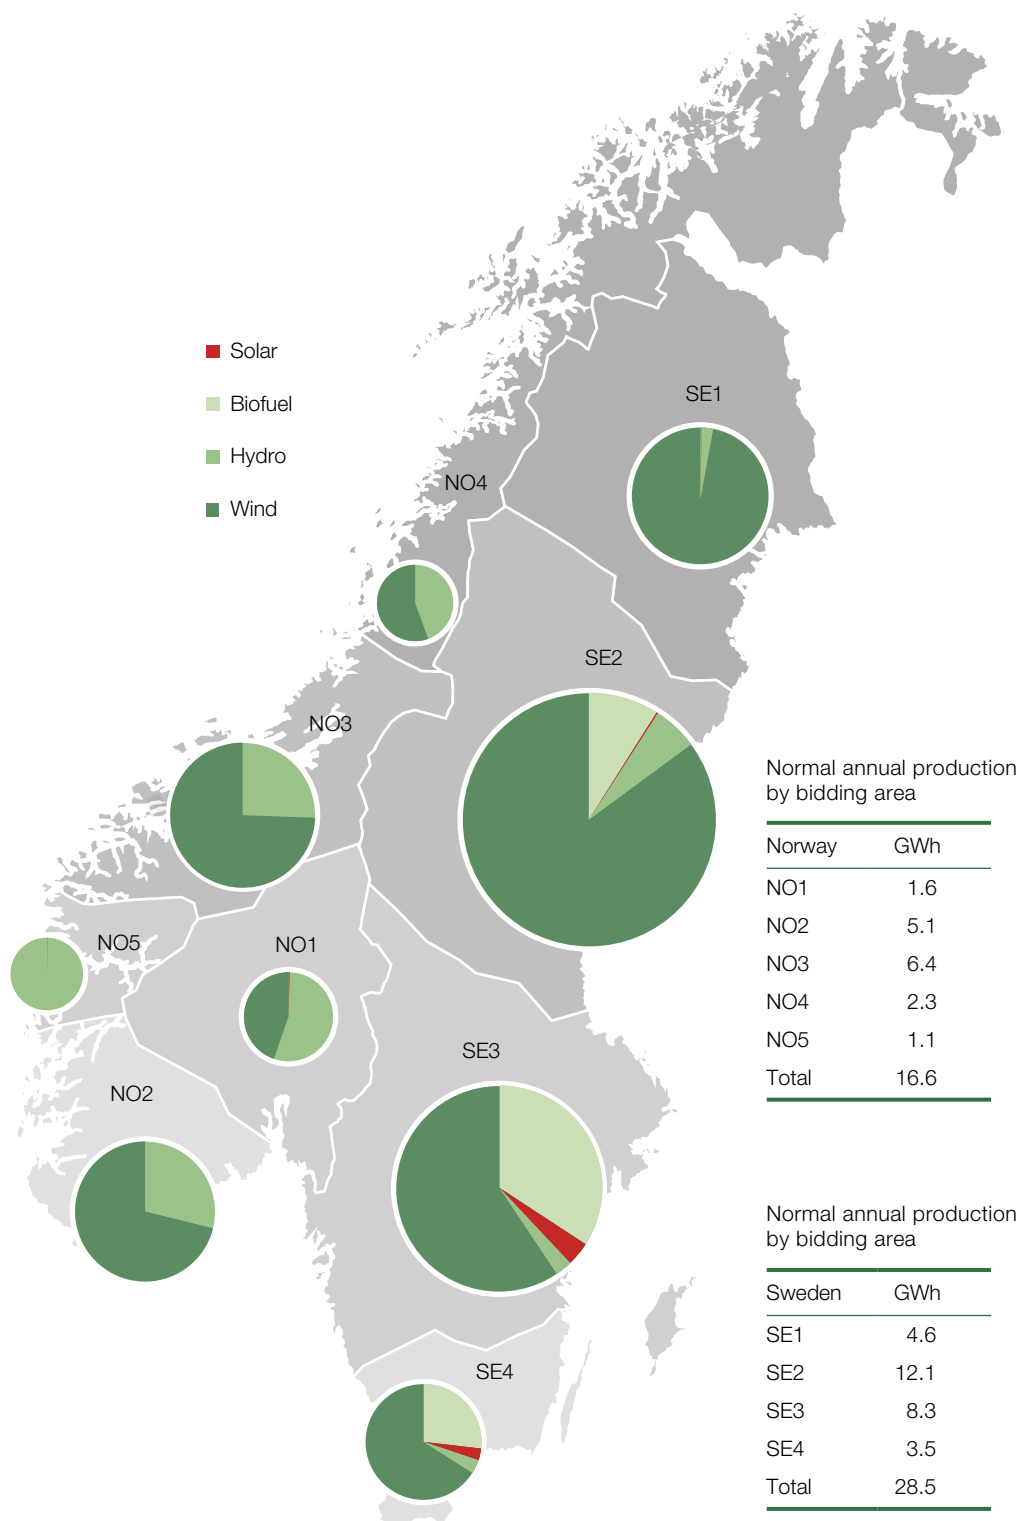 Solar
Biofuel
Hydro
Wind
SE1
NO4
SE2
NO3
NO5
NO1
SE3
NO2
SE4
Normal annual production
by bidding area
Norway GWh
NO1 1.6
NO2 5.1
NO3 6.4
NO4 2.3
NO5 1.1
Total 16.6
Normal annual production
by bidding area
Sweden GWh
SE1 4.6
SE2 12.1
SE3 8.3
SE4 3.5
Total 28.5